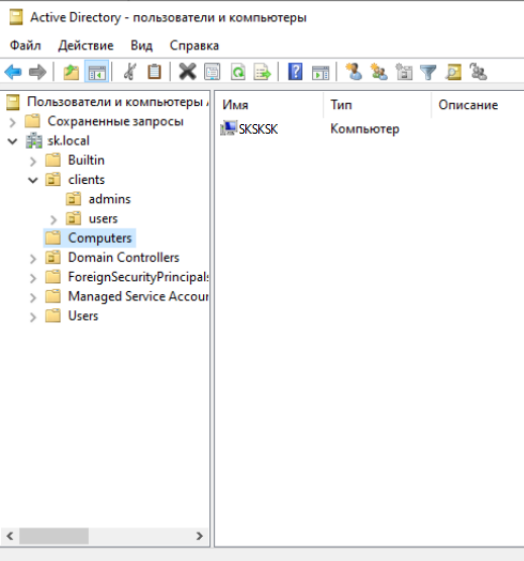 Active Directory - пользователи и компьютеры
Файл Действие Вид Справка
Пользователи и компьютеры
Имя Тип Описание
Сохраненные запросы
SKSKSK Компьютер
sk.local
Builtin
clients
admins
users
Computers
Domain Controllers
ForeignSecurityPrincipals
Managed Service Accour
Users